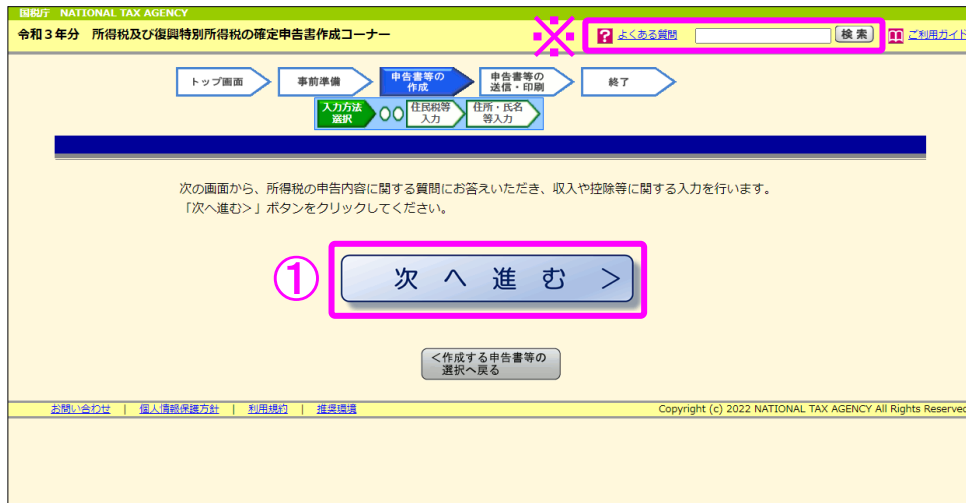 国税庁 NATIONAL TAX AGENCY
令和3年分 所得税及び復興特別所得税の確定申告書作成コーナー
※
? よくある質問
検索
ご利用ガイド
トップ画面
事前準備
申告書等の
作成
申告書等の
送信・印刷
終了
入力方法
選択
住民税等
入力
住所・氏名
等入力
次の画面から、所得税の申告内容に関する質問にお答えいただき、収入や控除等に関する入力を行います。
「次へ進む>」ボタンをクリックしてください。
①
次へ進む >
<作成する申告書等の
選択へ戻る
お問い合わせ | 個人情報保護方針 | 利用規約 | 推奨環境
Copyright (c) 2022 NATIONAL TAX AGENCY All Rights Reserved